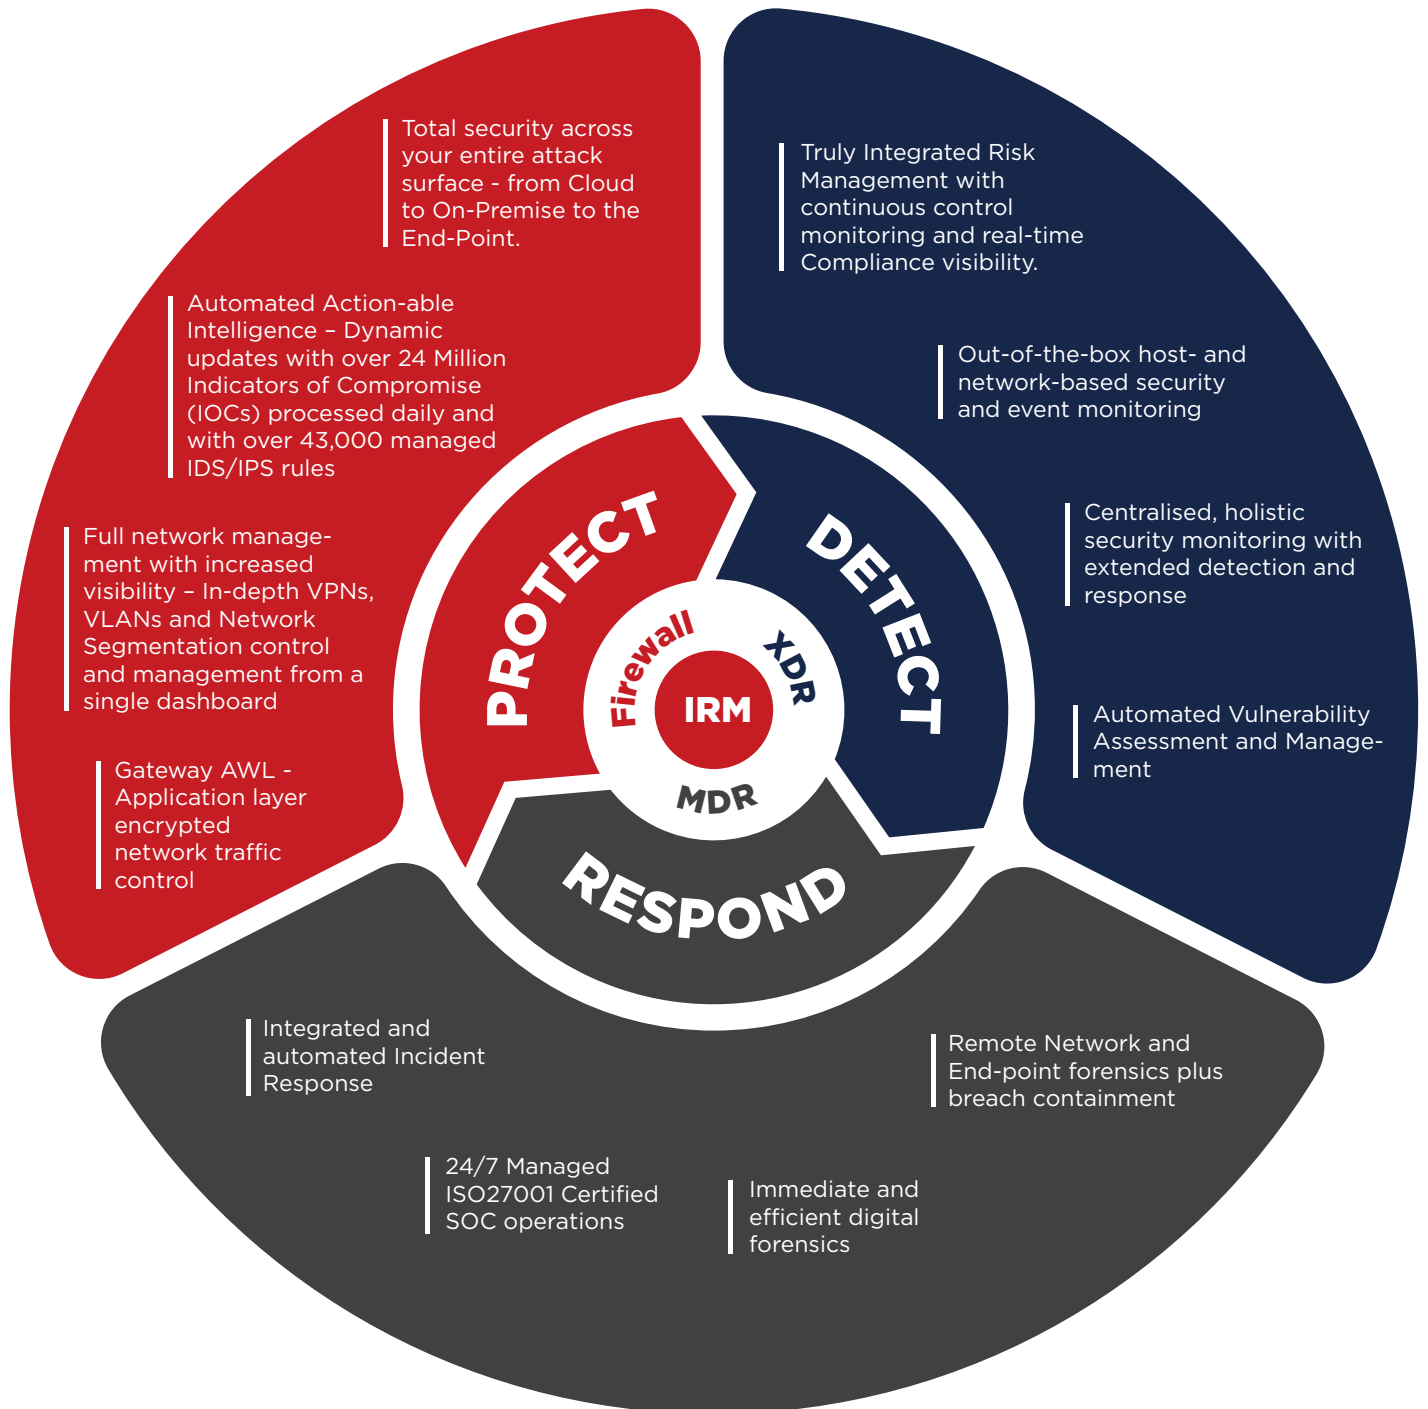 Total security across
your entire attack
surface - from Cloud
to On-Premise to the
End-Point.
Automated Action-able
Intelligence – Dynamic
updates with over 24 Million
Indicators of Compromise
(IOCs) processed daily and
with over 43,000 managed
IDS/IPS rules
Full network manage-
ment with increased
visibility – In-depth VPNs,
VLANs and Network
Segmentation control
and management from a
single dashboard
Gateway AWL -
Application layer
encrypted
network traffic
control
Truly Integrated Risk
Management with
continuous control
monitoring and real-time
Compliance visibility.
Out-of-the-box host- and
network-based security
and event monitoring
Centralised, holistic
security monitoring with
extended detection and
response
Automated Vulnerability
Assessment and Manage-
ment
PROTECT
DETECT
RESPOND
Firewall
XDR
MDR
IRM
Integrated and
automated Incident
Response
24/7 Managed
ISO27001 Certified
SOC operations
Immediate and
efficient digital
forensics
Remote Network and
End-point forensics plus
breach containment